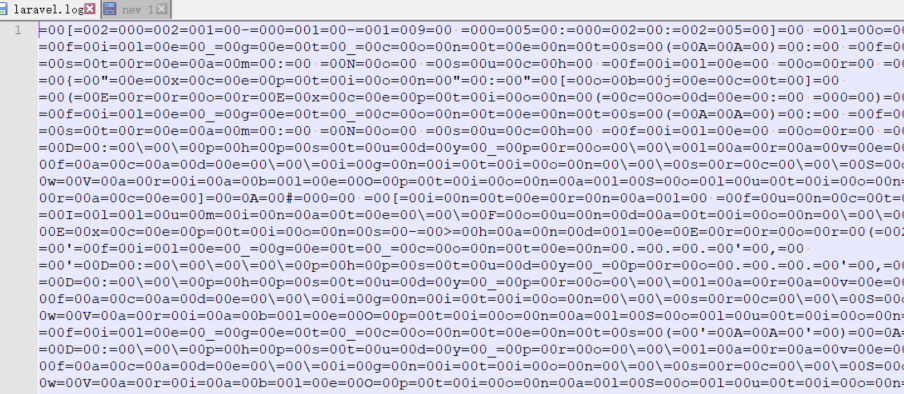 laravel.log
new 1
1
=00[=002=000=002=001=00-=000=001=00-=001=009=00 =000=005=00:=000=002=00:=002=005=00]=00 =00l=00o=0
=00f=00i=00l=00e=00_=00g=00e=00t=00_=00c=00o=00n=00t=00e=00n=00t=00s=00(=00A=00A=00)=00:=00 =00f=0
=00s=00t=00r=00e=00a=00m=00:=00 =00N=00o=00 =00s=00u=00c=00h=00 =00f=00i=00l=00e=00 =00o=00r=00 =0
=00{=00"=00e=00x=00c=00e=00p=00t=00i=00o=00n=00"=00:=00"=00[=00o=00b=00j=00e=00c=00t=00]=00
=00(=00E=00r=00r=00o=00r=00E=00x=00c=00e=00p=00t=00i=00o=00n=00(=00c=00o=00d=00e=00:=00 =000=00)=0
=00f=00i=00l=00e=00_=00g=00e=00t=00_=00c=00o=00n=00t=00e=00n=00t=00s=00(=00A=00A=00)=00:=00 =00f=0
=00s=00t=00r=00e=00a=00m=00:=00 =00N=00o=00 =00s=00u=00c=00h=00 =00f=00i=00l=00e=00 =00o=00r=00 =0
=00D=00:=00\=00\=00p=00h=00p=00s=00t=00u=00d=00y=00_=00p=00r=00o=00\=00\=00l=00a=00r=00a=00v=00e=0
00f=00a=00c=00a=00d=00e=00\=00\=00i=00g=00n=00i=00t=00i=00o=00n=00\=00\=00s=00r=00c=00\=00\=00S=00
0w=00V=00a=00r=00i=00a=00b=00l=00e=00O=00p=00t=00i=00o=00n=00a=00l=00S=00o=00l=00u=00t=00i=00o=00n=
00r=00a=00c=00e=00]=00=0A=00#=000=00 =00[=00i=00n=00t=00e=00r=00n=00a=00l=00 =00f=00u=00n=00c=00t=0
=00I=00l=00l=00u=00m=00i=00n=00a=00t=00e=00\=00\=00F=00o=00u=00n=00d=00a=00t=00i=00o=00n=00\=00\=0
00E=00x=00c=00e=00p=00t=00i=00o=00n=00s=00-=00>=00h=00a=00n=00d=00l=00e=00E=00r=00r=00o=00r=00(=002
=00'=00f=00i=00l=00e=00_=00g=00e=00t=00_=00c=00o=00n=00t=00e=00n=00.=00.=00.=00'=00,=00
=00'=00D=00:=00\=00\=00\=00\=00p=00h=00p=00s=00t=00u=00d=00y=00_=00p=00r=00o=00.=00.=00.=00'=00,=0
=00D=00:=00\=00\=00p=00h=00p=00s=00t=00u=00d=00y=00_=00p=00r=00o=00\=00\=00l=00a=00r=00a=00v=00e=0
00f=00a=00c=00a=00d=00e=00\=00\=00i=00g=00n=00i=00t=00i=00o=00n=00\=00\=00s=00r=00c=00\=00\=00S=00
0w=00V=00a=00r=00i=00a=00b=00l=00e=00O=00p=00t=00i=00o=00n=00a=00l=00S=00o=00l=00u=00t=00i=00o=00n=
=00f=00i=00l=00e=00_=00g=00e=00t=00_=00c=00o=00n=00t=00e=00n=00t=00s=00(=00'=00A=00A=00'=00)=00=0A=
=00D=00:=00\=00\=00p=00h=00p=00s=00t=00u=00d=00y=00_=00p=00r=00o=00\=00\=00l=00a=00r=00a=00v=00e=0
00f=00a=00c=00a=00d=00e=00\=00\=00i=00g=00n=00i=00t=00i=00o=00n=00\=00\=00s=00r=00c=00\=00\=00S=00
0w=00V=00a=00r=00i=00a=00b=00l=00e=00O=00p=00t=00i=00o=00n=00a=00l=00S=00o=00l=00u=00t=00i=00o=00n=